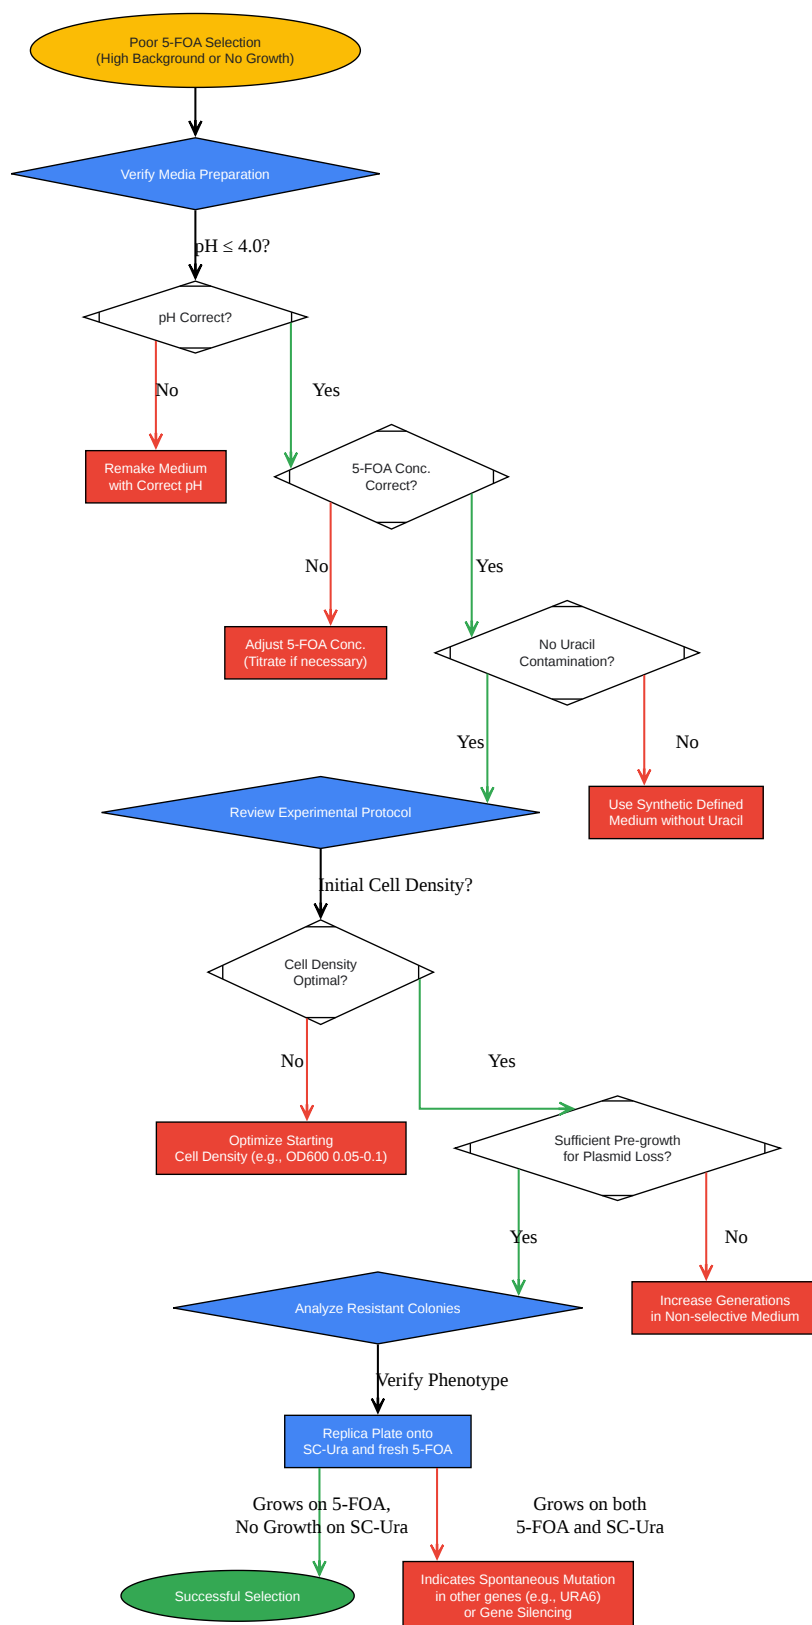 Poor 5-FOA Selection
(High Background or No Growth)
Verify Media Preparation
pH ≤ 4.0?
pH Correct?
No
Yes
Remake Medium
with Correct pH
5-FOA Conc.
Correct?
No
Yes
Adjust 5-FOA Conc.
(Titrate if necessary)
No Uracil
Contamination?
Yes
No
Use Synthetic Defined
Medium without Uracil
Review Experimental Protocol
Initial Cell Density?
Cell Density
Optimal?
No
Yes
Optimize Starting
Cell Density (e.g., OD600 0.05-0.1)
Sufficient Pre-growth
for Plasmid Loss?
Yes
No
Increase Generations
in Non-selective Medium
Analyze Resistant Colonies
Verify Phenotype
Replica Plate onto
SC-Ura and fresh 5-FOA
Grows on 5-FOA,
No Growth on SC-Ura
Grows on both
5-FOA and SC-Ura
Successful Selection
Indicates Spontaneous Mutation
in other genes (e.g., URA6)
or Gene Silencing